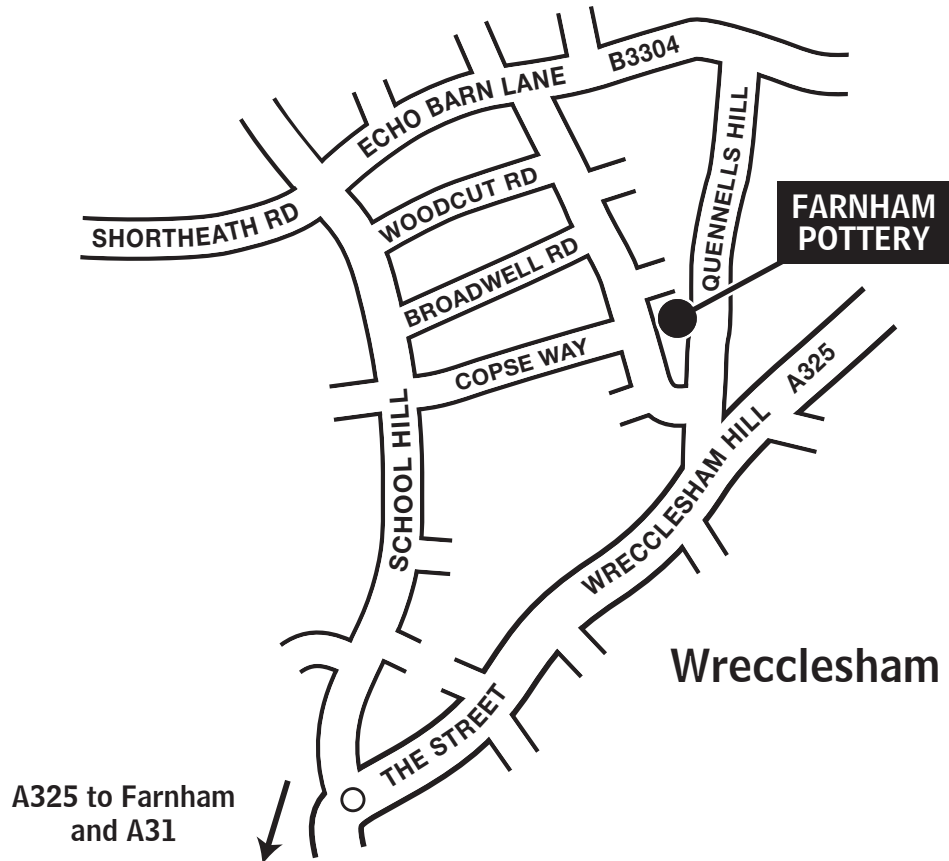 B3304
ECHO BARN LANE
QUENNELLS HILL
WOODCUT RD
SHORTHEATH RD
FARNHAM
POTTERY
BROADWELL RD
COPSE WAY
A325
SCHOOL HILL
WRECCLESHAM HILL
Wrecclesham
THE STREET
A325 to Farnham
and A31